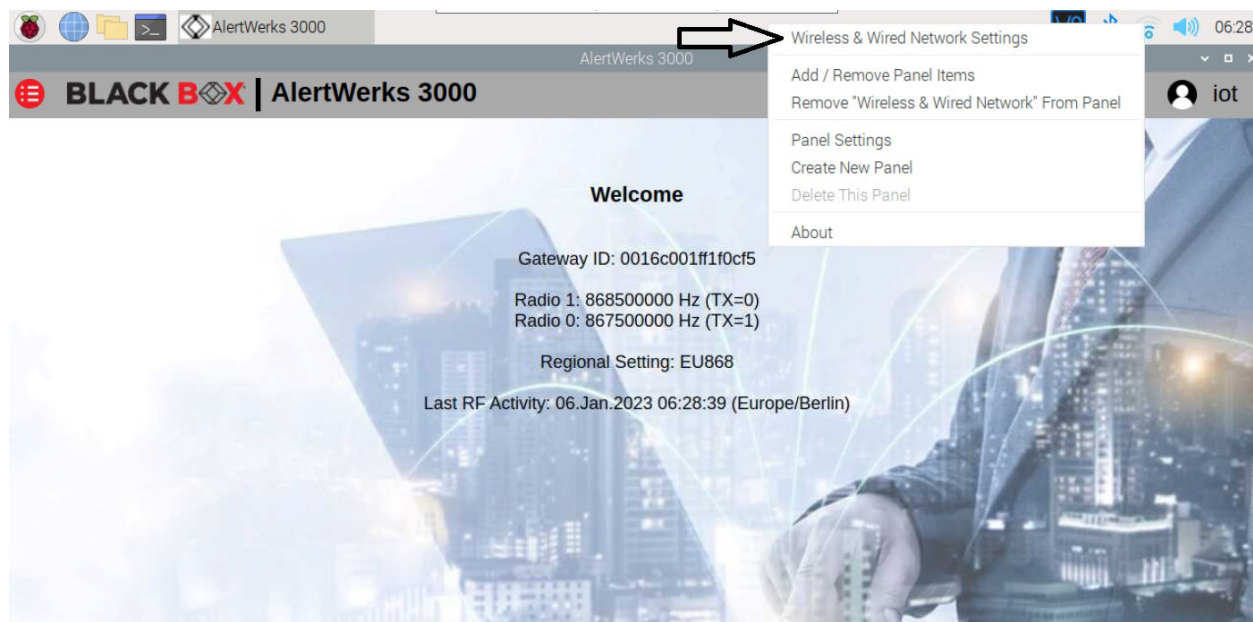 AlertWerks 3000
06:28
AlertWerks 3000
BLACK BOX | AlertWerks 3000
iot
Wireless & Wired Network Settings
Add / Remove Panel Items
Remove "Wireless & Wired Network" From Panel
Panel Settings
Create New Panel
Delete This Panel
About
Welcome
Gateway ID: 0016c001ff1f0cf5
Radio 1: 868500000 Hz (TX=0)
Radio 0: 867500000 Hz (TX=1)
Regional Setting: EU868
Last RF Activity: 06.Jan.2023 06:28:39 (Europe/Berlin)